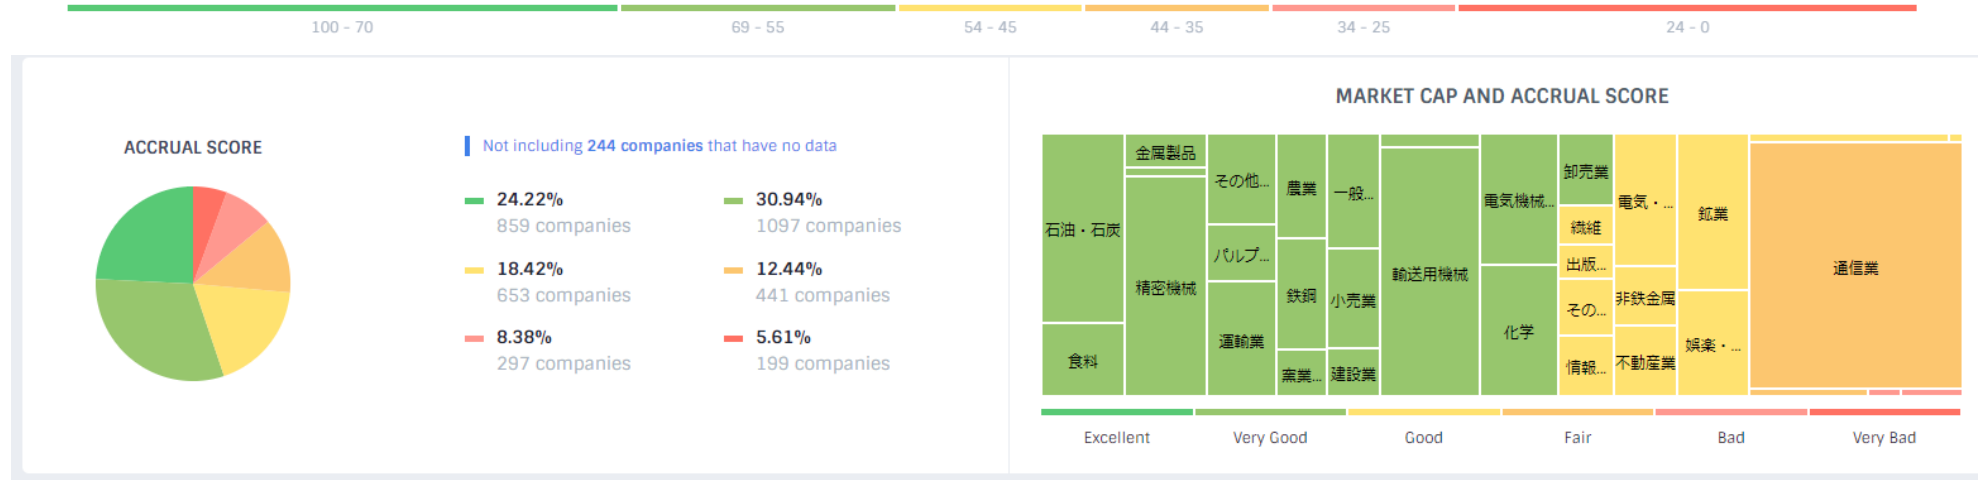 100 - 70
69 - 55
54 - 45
44 - 35
34 - 25
24 - 0
ACCRUAL SCORE
Not including 244 companies that have no data
24.22%
859 companies
30.94%
1097 companies
18.42%
653 companies
12.44%
441 companies
8.38%
297 companies
5.61%
199 companies
MARKET CAP AND ACCRUAL SCORE
石油・石炭
食料
金属製品
精密機械
その他...
パルプ...
運輸業
農業
鉄鋼
窯業...
一般...
小売業
建設業
輸送用機械
電気機械...
化学
卸売業
繊維
出版...
その...
情報...
電気・...
非鉄金属
不動産業
鉱業
娯楽・...
通信業
Excellent
Very Good
Good
Fair
Bad
Very Bad